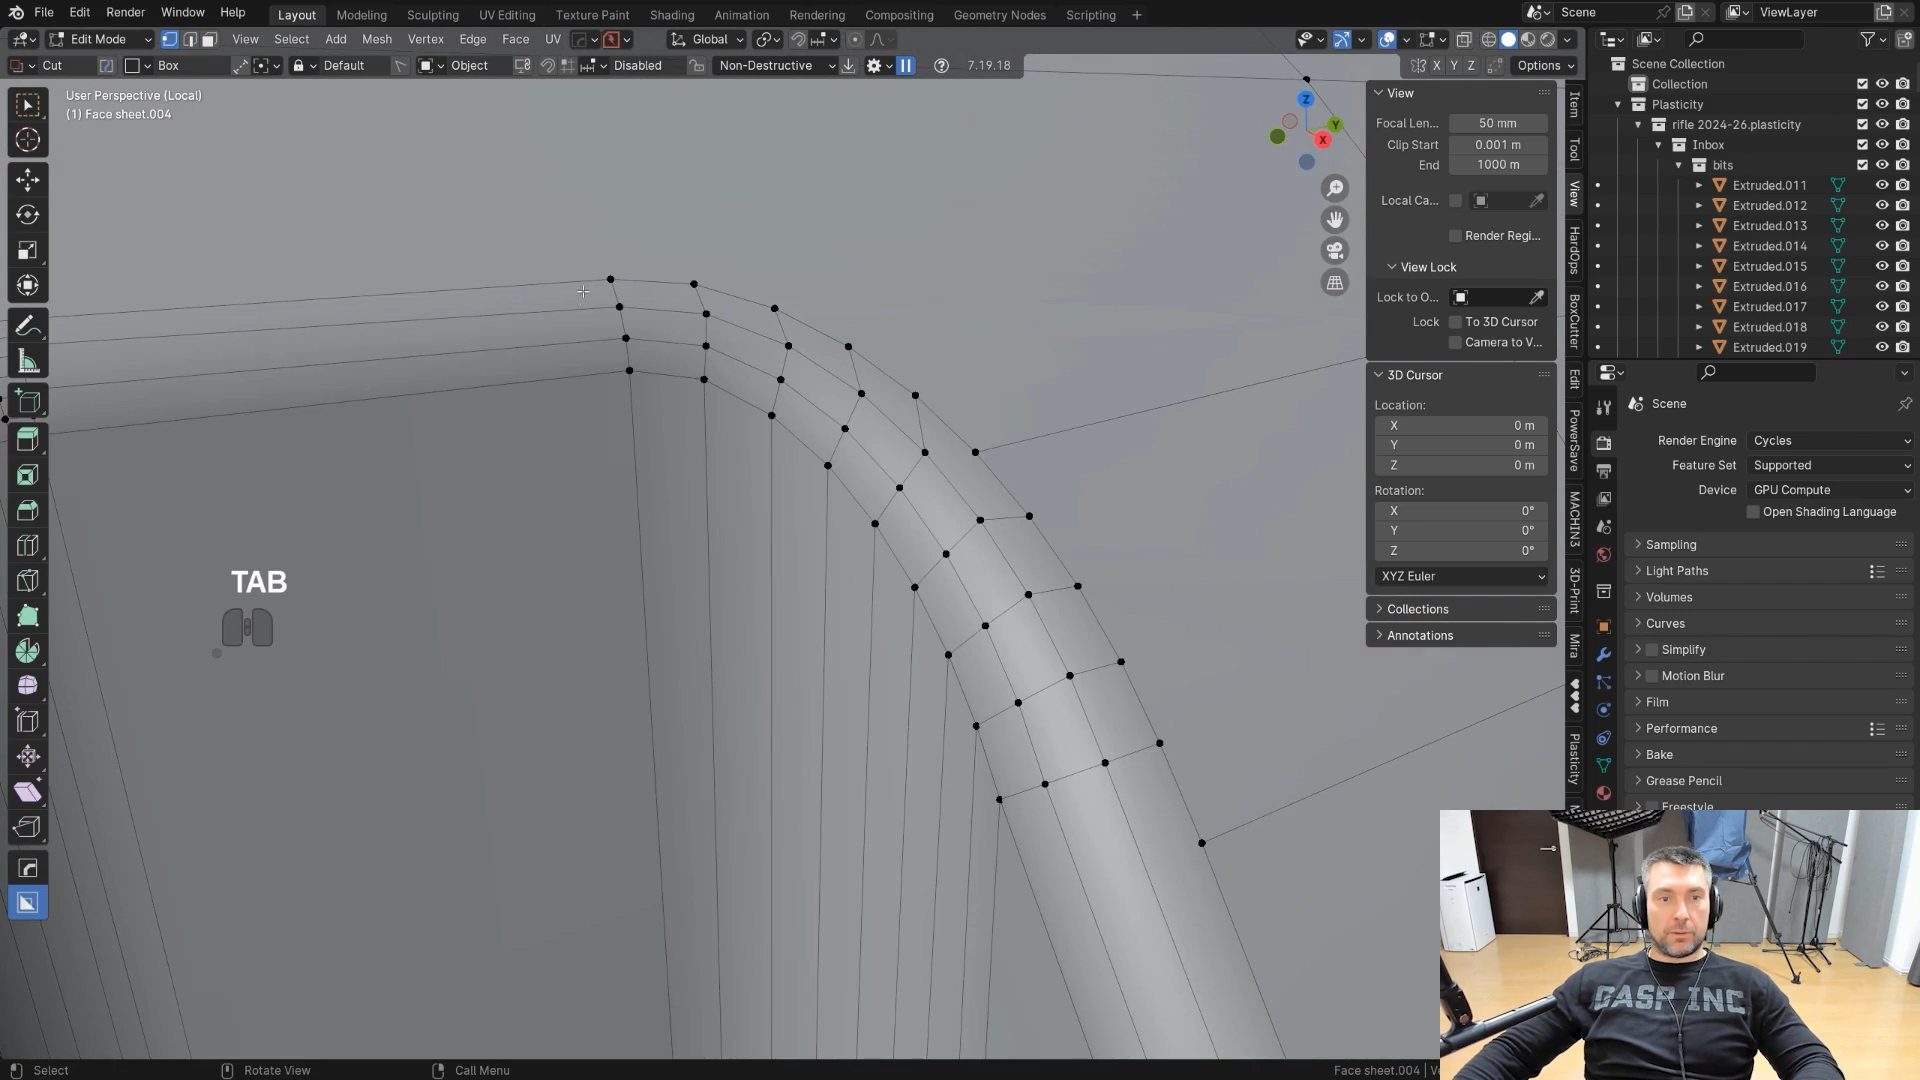 File Edit Render Window Help Layout Modeling Sculpting UV Editing Texture Paint Shading Animation Rendering Compositing Geometry Nodes Scripting + Scene ViewLayer
Edit Mode View Select Add Mesh Vertex Edge Face UV Global
Cut Box Default Object Disabled Non-Destructive 7.19.18 X Y Z Options
User Perspective (Local)
(1) Face sheet.004
Z
Y
X
TAB
View
Focal Len... 50 mm
Clip Start 0.001 m
End 1000 m
Local Ca...
Render Regi...
View Lock
Lock to O...
Lock To 3D Cursor
Camera to V...
3D Cursor
Location:
X 0 m
Y 0 m
Z 0 m
Rotation:
X 0°
Y 0°
Z 0°
XYZ Euler
Collections
Annotations
Item
Tool
View
HardOps
BoxCutter
Edit
PowerSave
MACHIN3
3D-Print
Mira
Plasticity
Scene Collection
Collection
Plasticity
rifle 2024-26.plasticity
Inbox
bits
Extruded.011
Extruded.012
Extruded.013
Extruded.014
Extruded.015
Extruded.016
Extruded.017
Extruded.018
Extruded.019
Scene
Render Engine Cycles
Feature Set Supported
Device GPU Compute
Open Shading Language
Sampling
Light Paths
Volumes
Curves
Simplify
Motion Blur
Film
Performance
Bake
Grease Pencil
Freestyle
GASP INC.
Select Rotate View Call Menu Face sheet.004